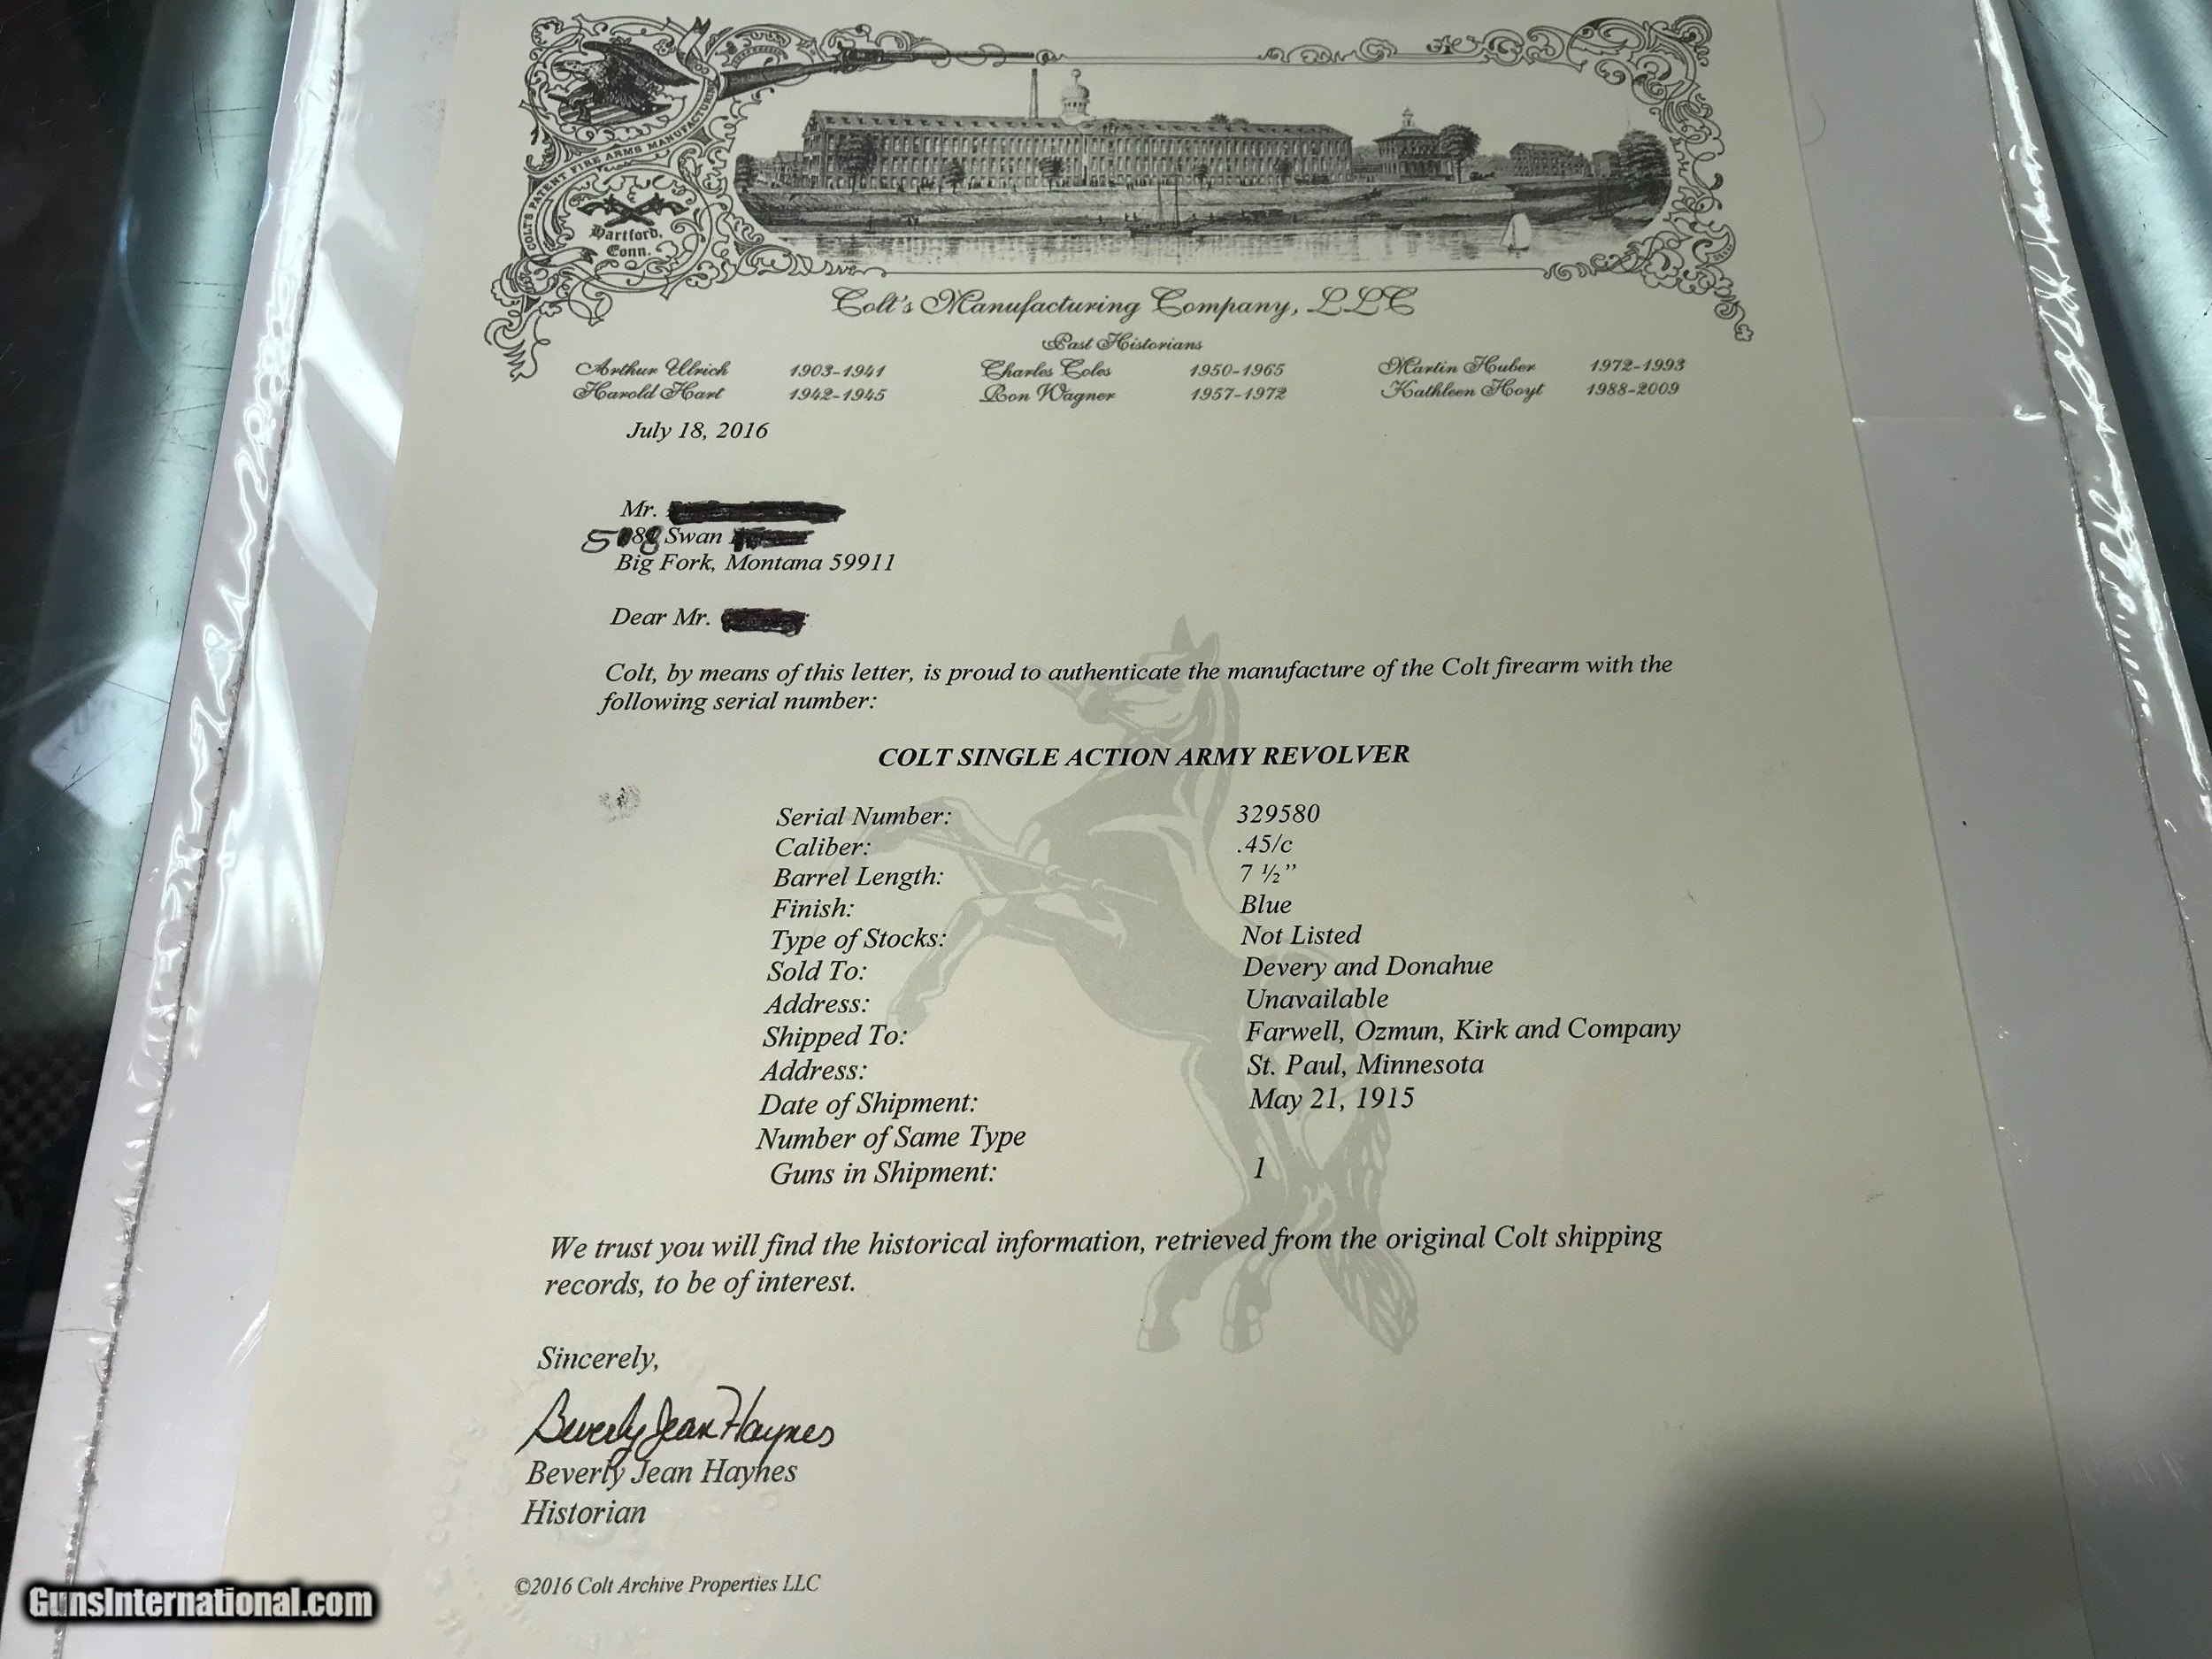 COLT'S PATENT FIRE ARMS MANUFACTURING
Hartford,
Conn.
Colt's Manufacturing Company, LLC
Past Historians
Arthur Ulrich 1903-1941 Charles Coles 1950-1965 Martin Huber 1972-1993
Harold Hart 1942-1945 Ron Wagner 1957-1972 Kathleen Hoyt 1988-2009
July 18, 2016
Mr.
Swan
Big Fork, Montana 59911
Dear Mr.
Colt, by means of this letter, is proud to authenticate the manufacture of the Colt firearm with the
following serial number:
COLT SINGLE ACTION ARMY REVOLVER
Serial Number: 329580
Caliber: .45/c
Barrel Length: 7 ½”
Finish: Blue
Type of Stocks: Not Listed
Sold To: Devery and Donahue
Address: Unavailable
Shipped To: Farwell, Ozmun, Kirk and Company
Address: St. Paul, Minnesota
Date of Shipment: May 21, 1915
Number of Same Type
Guns in Shipment: 1
We trust you will find the historical information, retrieved from the original Colt shipping
records, to be of interest.
Sincerely,
Beverly Jean Haynes
Beverly Jean Haynes
Historian
©2016 Colt Archive Properties LLC
GunsInternational.com